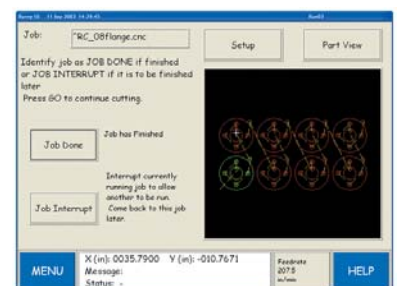 Job:
"RC_08flange.cnc
Setup
Part View
Identify job as JOB DONE if finished
or JOB INTERRUPT if it is to be finished
later
Press GO to continue cutting.
Job Done
Job has Finished
Job Interrupt
Interrupt currently
running job to allow
another to be run.
Come back to this job
later.
MENU
X (in): 0035.7900 Y (in): -010.7671
Message:
Status: -
Feedrate
207.5
in/min
HELP